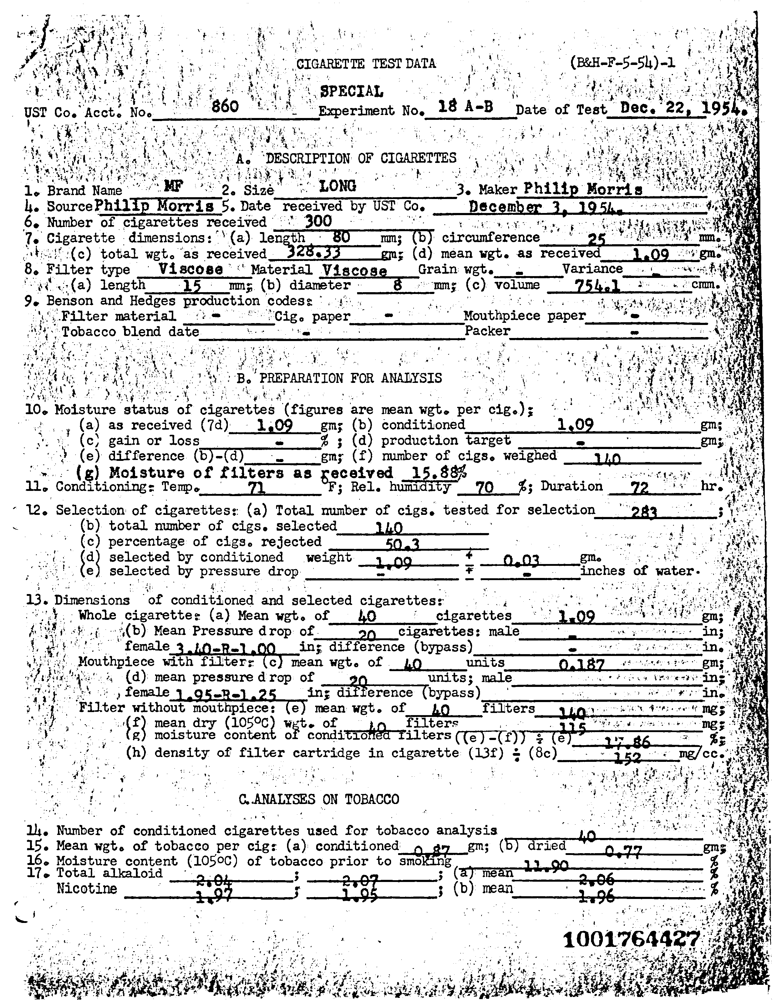 CIGARETTE TEST DATA (B&H-F-5-54)-1
SPECIAL
UST Co. Acct. No. 860 Experiment No. 18 A-B Date of Test Dec. 22, 1954.
A. DESCRIPTION OF CIGARETTES
1. Brand Name MF 2. Size LONG 3. Maker Philip Morris
4. Source Philip Morris 5. Date received by UST Co. December 3, 1954.
6. Number of cigarettes received 300
7. Cigarette dimensions: (a) length 80 mm; (b) circumference 25 mm.
(c) total wgt. as received 328.33 gm; (d) mean wgt. as received 1.09 gm.
8. Filter type Viscose Material Viscose Grain wgt. - Variance -
(a) length 15 mm; (b) diameter 8 mm; (c) volume 754.1 cmm.
9. Benson and Hedges production codes:
Filter material - Cig. paper - Mouthpiece paper -
Tobacco blend date - Packer -
B. PREPARATION FOR ANALYSIS
10. Moisture status of cigarettes (figures are mean wgt. per cig.);
(a) as received (7d) 1.09 gm; (b) conditioned 1.09 gm;
(c) gain or loss - % ; (d) production target - gm;
(e) difference (b)-(d) - gm; (f) number of cigs. weighed 140
(g) Moisture of filters as received 15.88%
11. Conditioning: Temp. 71 °F; Rel. humidity 70 %; Duration 72 hr.
12. Selection of cigarettes: (a) Total number of cigs. tested for selection 283 ;
(b) total number of cigs. selected 140
(c) percentage of cigs. rejected 50.3
(d) selected by conditioned weight 1.09 ± 0.03 gm.
(e) selected by pressure drop - ± - inches of water.
13. Dimensions of conditioned and selected cigarettes:
Whole cigarette: (a) Mean wgt. of 40 cigarettes 1.09 gm;
(b) Mean Pressure drop of 20 cigarettes: male - in;
female 3.40-R-1.00 in; difference (bypass) - in;
Mouthpiece with filter: (c) mean wgt. of 40 units 0.187 gm;
(d) mean pressure drop of 20 units; male - in;
female 1.95-R-1.25 in; difference (bypass) - in.
Filter without mouthpiece: (e) mean wgt. of 40 filters 140 mg;
(f) mean dry (105°C) wgt. of 40 filters 115 mg;
(g) moisture content of conditioned filters ((e)-(f)) ÷ (e) 17.86 %;
(h) density of filter cartridge in cigarette (13f) ÷ (8c) 152 mg/cc.
C. ANALYSES ON TOBACCO
14. Number of conditioned cigarettes used for tobacco analysis 40
15. Mean wgt. of tobacco per cig: (a) conditioned 0.87 gm; (b) dried 0.77 gm;
16. Moisture content (105°C) of tobacco prior to smoking 11.90 %
17. Total alkaloid 2.04 ; 2.07 ; (a) mean 2.06 %
Nicotine 1.97 ; 1.95 ; (b) mean 1.96 %
1001764427